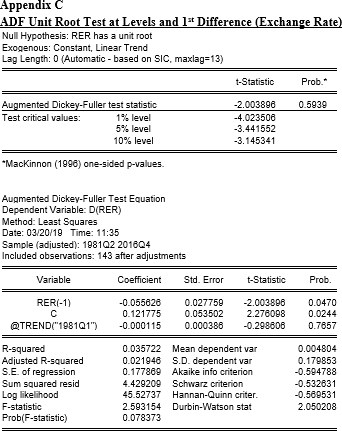 Appendix C
ADF Unit Root Test at Levels and 1st Difference (Exchange Rate)
Null Hypothesis: RER has a unit root
Exogenous: Constant, Linear Trend
Lag Length: 0 (Automatic - based on SIC, maxlag=13)
t-Statistic Prob.*
Augmented Dickey-Fuller test statistic -2.003896 0.5939
Test critical values: 1% level -4.023506
5% level -3.441552
10% level -3.145341
*MacKinnon (1996) one-sided p-values.
Augmented Dickey-Fuller Test Equation
Dependent Variable: D(RER)
Method: Least Squares
Date: 03/20/19 Time: 11:35
Sample (adjusted): 1981Q2 2016Q4
Included observations: 143 after adjustments
Variable Coefficient Std. Error t-Statistic Prob.
RER(-1) -0.055626 0.027759 -2.003896 0.0470
C 0.121775 0.053502 2.276098 0.0244
@TREND("1981Q1") -0.000115 0.000386 -0.298606 0.7657
R-squared 0.035722 Mean dependent var 0.004804
Adjusted R-squared 0.021946 S.D. dependent var 0.179853
S.E. of regression 0.177869 Akaike info criterion -0.594788
Sum squared resid 4.429209 Schwarz criterion -0.532631
Log likelihood 45.52737 Hannan-Quinn criter. -0.569531
F-statistic 2.593154 Durbin-Watson stat 2.050208
Prob(F-statistic) 0.078373